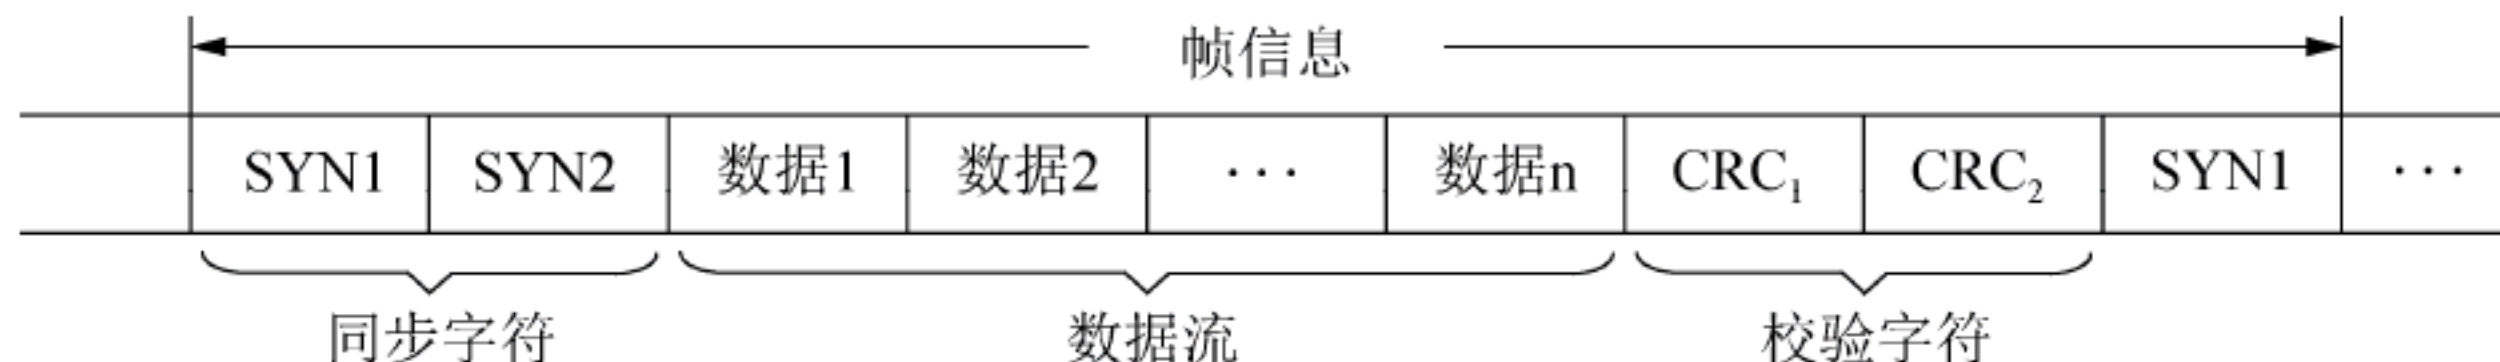 帧信息
SYN1 SYN2 数据1 数据2 ··· 数据n CRC₁ CRC₂ SYN1 ···
同步字符 数据流 校验字符